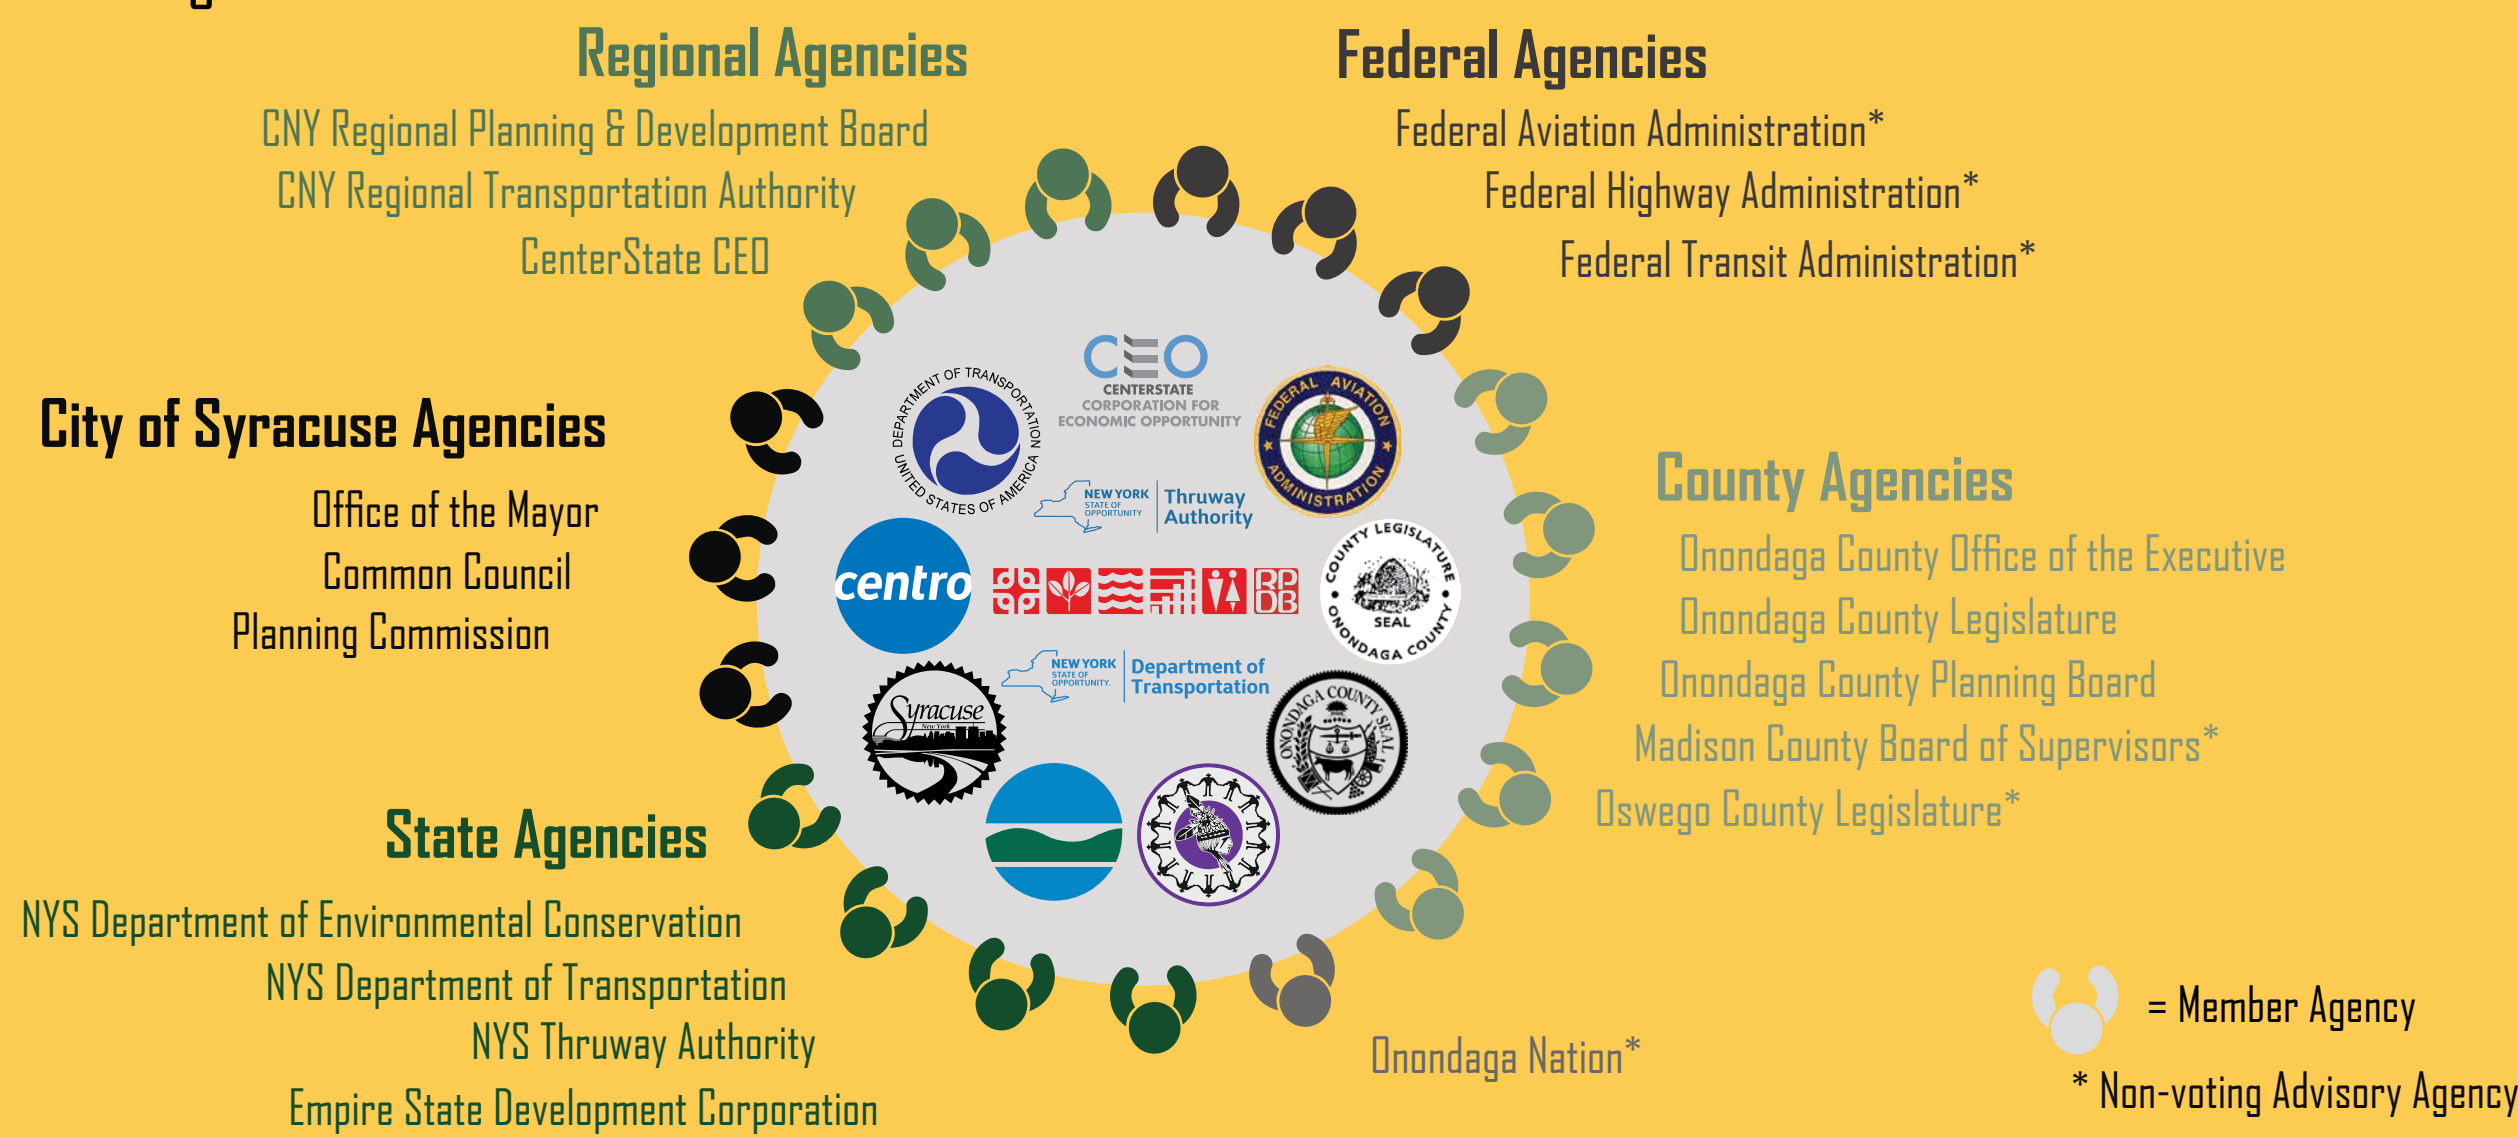 Regional Agencies
CNY Regional Planning & Development Board
CNY Regional Transportation Authority
CenterState CEO
Federal Agencies
Federal Aviation Administration*
Federal Highway Administration*
Federal Transit Administration*
City of Syracuse Agencies
Office of the Mayor
Common Council
Planning Commission
County Agencies
Onondaga County Office of the Executive
Onondaga County Legislature
Onondaga County Planning Board
Madison County Board of Supervisors*
Oswego County Legislature*
State Agencies
NYS Department of Environmental Conservation
NYS Department of Transportation
NYS Thruway Authority
Empire State Development Corporation
Onondaga Nation*
= Member Agency
* Non-voting Advisory Agency
CEO
CENTERSTATE
CORPORATION FOR
ECONOMIC OPPORTUNITY
DEPARTMENT OF TRANSPORTATION
UNITED STATES OF AMERICA
FEDERAL AVIATION
ADMINISTRATION
NEW YORK
STATE OF
OPPORTUNITY
Thruway
Authority
centro
RP
DB
COUNTY LEGISLATURE
SEAL
ONONDAGA COUNTY
NEW YORK
STATE OF
OPPORTUNITY.
Department of
Transportation
Syracuse
New York
ONONDAGA COUNTY SEAL